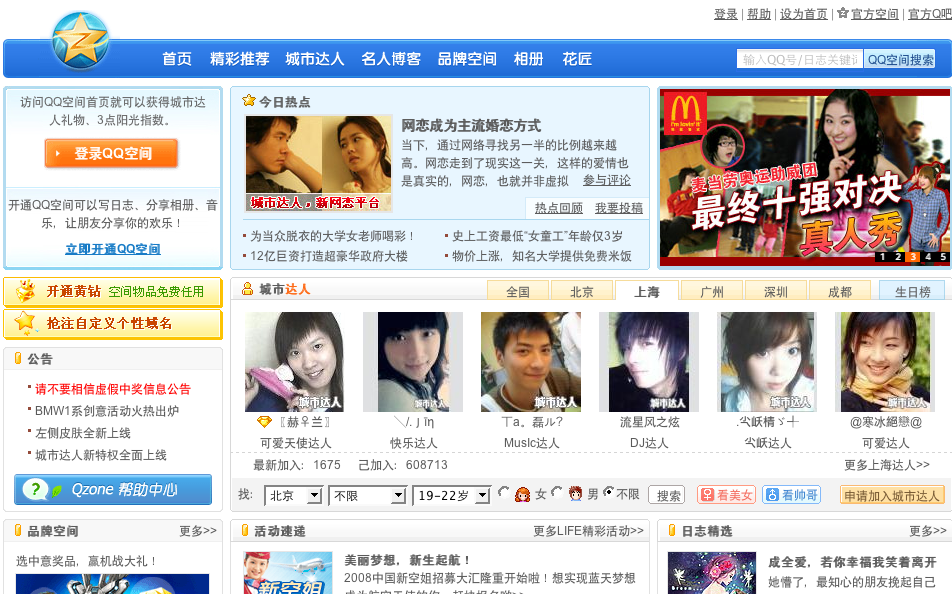 登录 | 帮助 | 设为首页 | 官方空间 | 官方Q吧
首页 精彩推荐 城市达人 名人博客 品牌空间 相册 花匠
输入QQ号/日志关键词 QQ空间搜索
访问QQ空间首页就可以获得城市达
人礼物、3点阳光指数。
登录QQ空间
开通QQ空间可以写日志、分享相册、音
乐，让朋友分享你的欢乐！
立即开通QQ空间
今日热点
城市达人，新网恋平台
网恋成为主流婚恋方式
当下，通过网络寻找另一半的比例越来越
高。网恋走到了现实这一关，这样的爱情也
是真实的，网恋，也就并非虚拟 参与评论
热点回顾 我要投稿
为当众脱衣的大学女老师喝彩！
史上工资最低“女童工”年龄仅3岁
12亿巨资打造超豪华政府大楼
物价上涨，知名大学提供免费米饭
M
i'm lovin' it
麦当劳奥运助威团
最终十强对决
真人秀
1 2 3 4 5
开通黄钻 空间物品免费任用
抢注自定义个性域名
公告
请不要相信虚假中奖信息公告
BMW1系创意活动火热出炉
左侧皮肤全新上线
城市达人新特权全面上线
? Qzone 帮助中心
城市达人
全国 北京 上海 广州 深圳 成都 生日榜
城市达人 城市达人 城市达人 城市达人 城市达人
〖赫♀兰〗
流星风之炫
@寒冰絕戀@
可爱天使达人 快乐达人 MusIc达人 DJ达人 达人 可爱达人
最新加入: 1675 已加入: 608713 更多上海达人>>
找: 北京 不限 19-22岁 女 男 不限 搜索 看美女 看帅哥 申请加入城市达人
品牌空间 更多>>
选中意奖品，赢机战大礼！
活动速递 更多LIFE精彩活动>>
新空姐
美丽梦想，新生起航！
2008中国新空姐招募大汇隆重开始啦！想实现蓝天梦想
日志精选 更多>>
成全爱，若你幸福我笑着离开
她懂了，最知心的朋友挽起自己